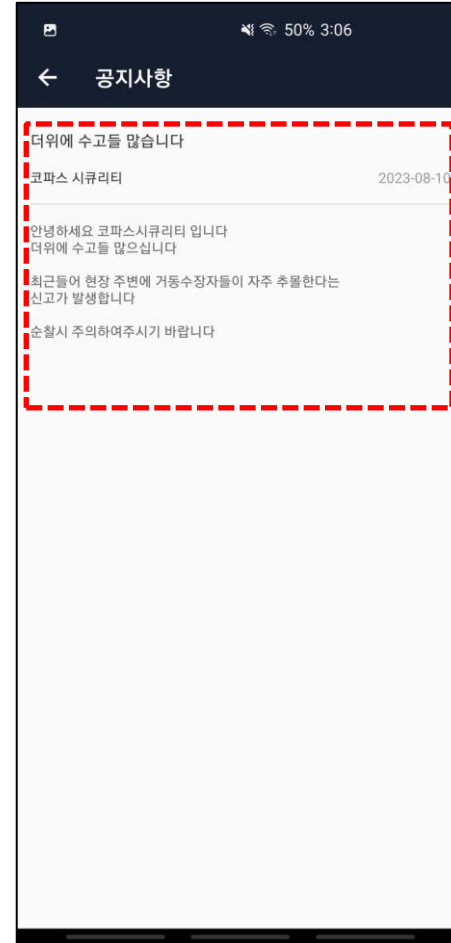 50% 3:06
공지사항
더위에 수고들 많습니다
코파스 시큐리티 2023-08-10
안녕하세요 코파스시큐리티 입니다
더위에 수고들 많으십니다
최근들어 현장 주변에 거동수장자들이 자주 추몰한다는
신고가 발생합니다
순찰시 주의하여주시기 바랍니다